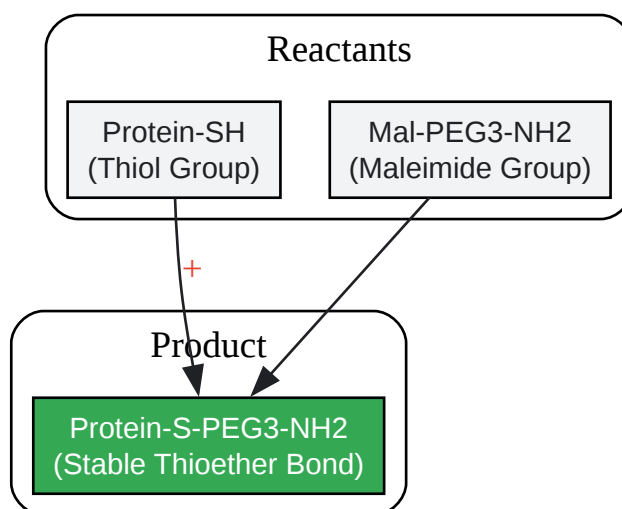 Reactants
Protein-SH
(Thiol Group)
Mal-PEG3-NH2
(Maleimide Group)
+
Product
Protein-S-PEG3-NH2
(Stable Thioether Bond)